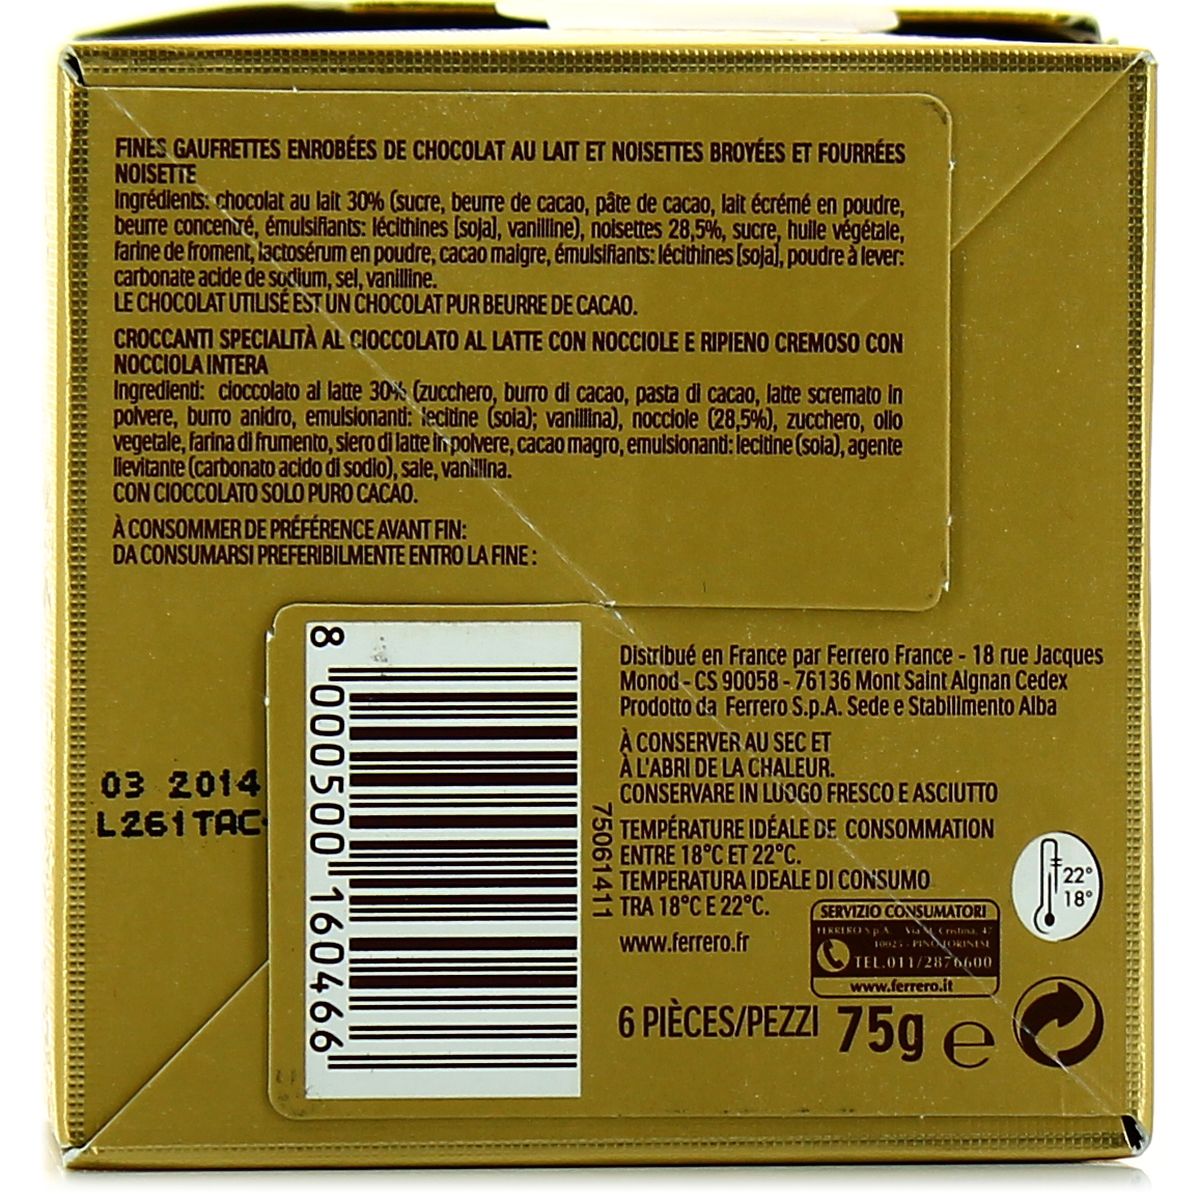 FINES GAUFRETTES ENROBÉES DE CHOCOLAT AU LAIT ET NOISETTES BROYÉES ET FOURRÉES
NOISETTE
Ingrédients: chocolat au lait 30% (sucre, beurre de cacao, pâte de cacao, lait écrémé en poudre,
beurre concentré, émulsifiants: lécithines [soja], vanilline), noisettes 28,5%, sucre, huile végétale,
farine de froment, lactosérum en poudre, cacao maigre, émulsifiants: lécithines [soja], poudre à lever:
carbonate acide de sodium, sel, vanilline.
LE CHOCOLAT UTILISÉ EST UN CHOCOLAT PUR BEURRE DE CACAO.
CROCCANTI SPECIALITÀ AL CIOCCOLATO AL LATTE CON NOCCIOLE E RIPIENO CREMOSO CON
NOCCIOLA INTERA
Ingredienti: cioccolato al latte 30% (zucchero, burro di cacao, pasta di cacao, latte scremato in
polvere, burro anidro, emulsionanti: lecitine (soia); vanillina), nocciole (28,5%), zucchero, olio
vegetale, farina di frumento, siero di latte in polvere, cacao magro, emulsionanti: lecitine (soia), agente
lievitante (carbonato acido di sodio), sale, vanillina.
CON CIOCCOLATO SOLO PURO CACAO.
À CONSOMMER DE PRÉFÉRENCE AVANT FIN:
DA CONSUMARSI PREFERIBILMENTE ENTRO LA FINE :
03 2014
L261TAC
8 000500 160466
75061411
Distribué en France par Ferrero France - 18 rue Jacques
Monod - CS 90058 - 76136 Mont Saint Aignan Cedex
Prodotto da Ferrero S.p.A. Sede e Stabilimento Alba
À CONSERVER AU SEC ET
À L'ABRI DE LA CHALEUR.
CONSERVARE IN LUOGO FRESCO E ASCIUTTO
TEMPÉRATURE IDÉALE DE CONSOMMATION
ENTRE 18°C ET 22°C.
TEMPERATURA IDEALE DI CONSUMO
TRA 18°C E 22°C.
22°
18°
www.ferrero.fr
SERVIZIO CONSUMATORI
FERRERO S.p.A. Via M. Cristina, 47
10025 - PINO TORINESE
TEL.011/2876600
www.ferrero.it
6 PIÈCES/PEZZI 75g e